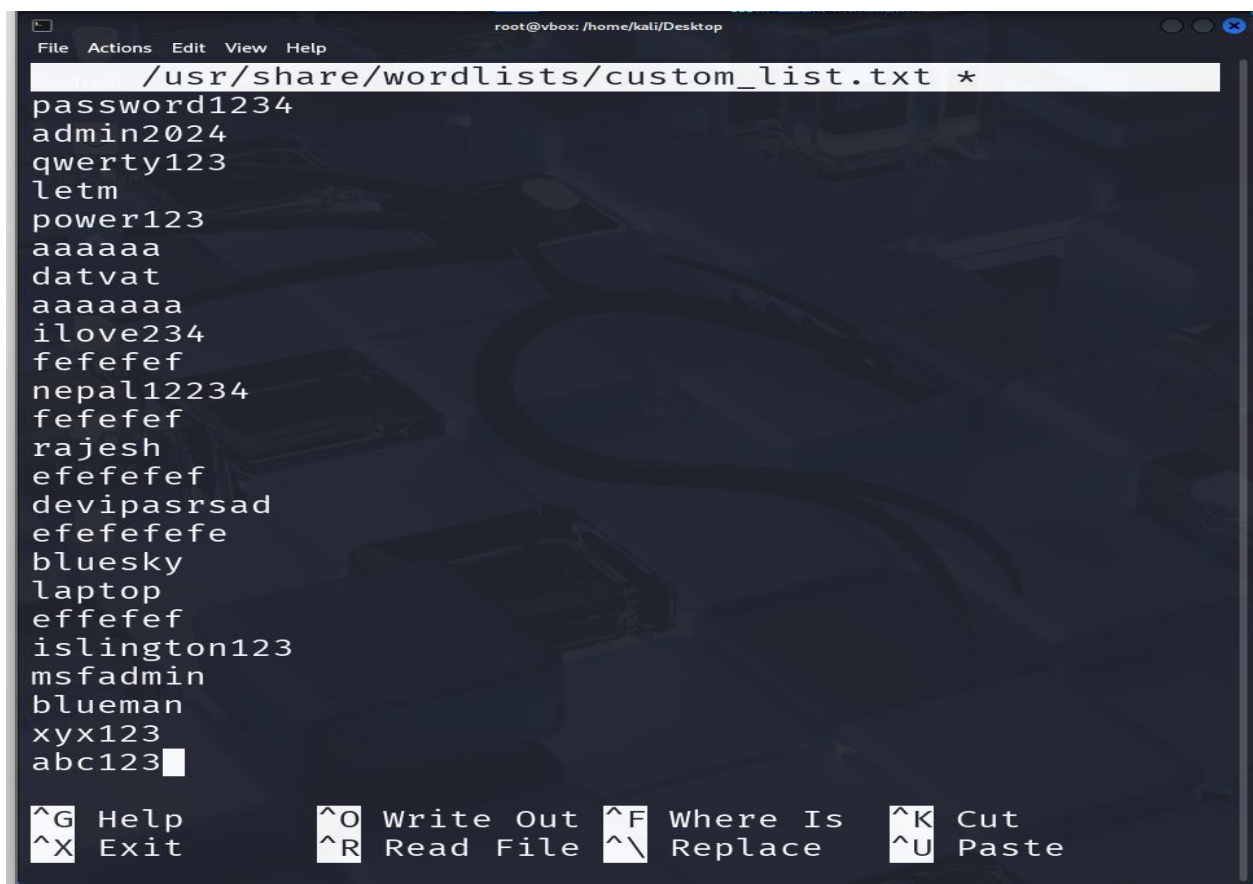 root@vbox: /home/kali/Desktop
File Actions Edit View Help
/usr/share/wordlists/custom_list.txt *
password1234
admin2024
qwerty123
letm
power123
aaaaaa
datvat
aaaaaaa
ilove234
fefefef
nepal12234
fefefef
rajesh
efefefef
devipasrsad
efefefefe
bluesky
laptop
effefef
islington123
msfadmin
blueman
xyx123
abc123
^G Help ^O Write Out ^F Where Is ^K Cut
^X Exit ^R Read File ^\ Replace ^U Paste